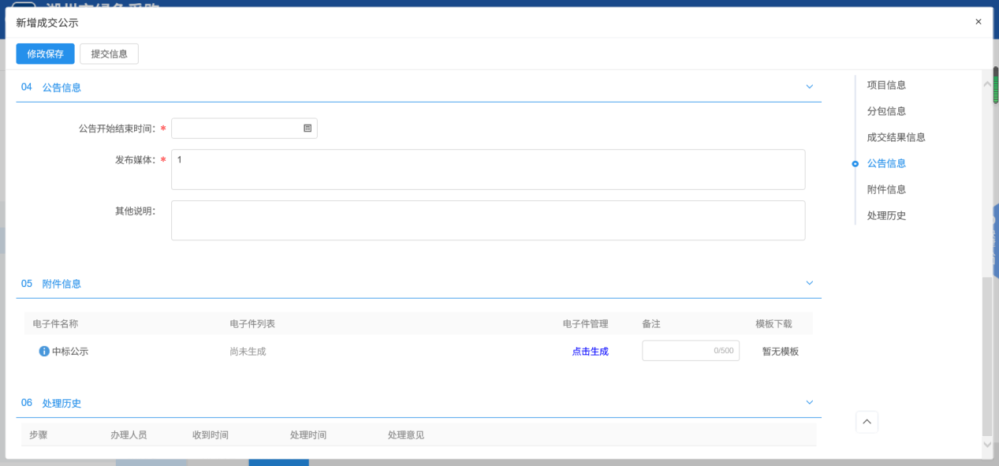 新增成交公示 ×
修改保存 提交信息
04 公告信息
公告开始结束时间：*
发布媒体：* 1
其他说明：
05 附件信息
电子件名称 电子件列表 电子件管理 备注 模板下载
中标公示 尚未生成 点击生成 0/500 暂无模板
06 处理历史
步骤 办理人员 收到时间 处理时间 处理意见
项目信息
分包信息
成交结果信息
公告信息
附件信息
处理历史